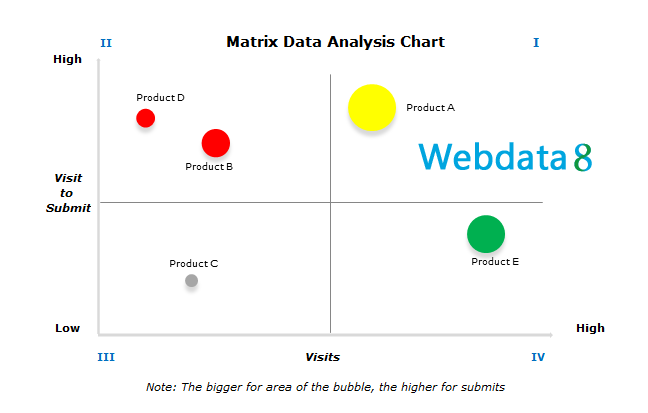 II
Matrix Data Analysis Chart
I
High
Product D
Product A
Webdata 8
Product B
Visit
to
Submit
Product E
Product C
Low
High
III
Visits
IV
Note: The bigger for area of the bubble, the higher for submits